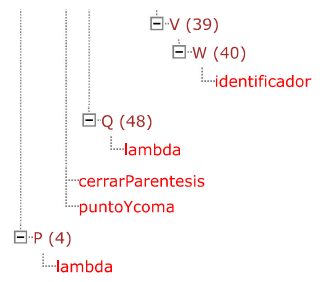 V (39)
W (40)
identificador
Q (48)
lambda
cerrarParentesis
puntoYcoma
P (4)
lambda